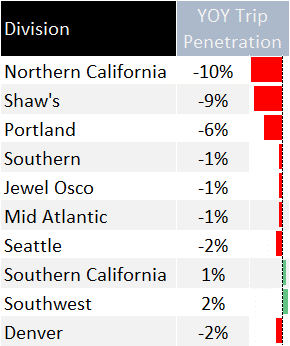 Division YOY Trip Penetration
Northern California -10%
Shaw's -9%
Portland -6%
Southern -1%
Jewel Osco -1%
Mid Atlantic -1%
Seattle -2%
Southern California 1%
Southwest 2%
Denver -2%